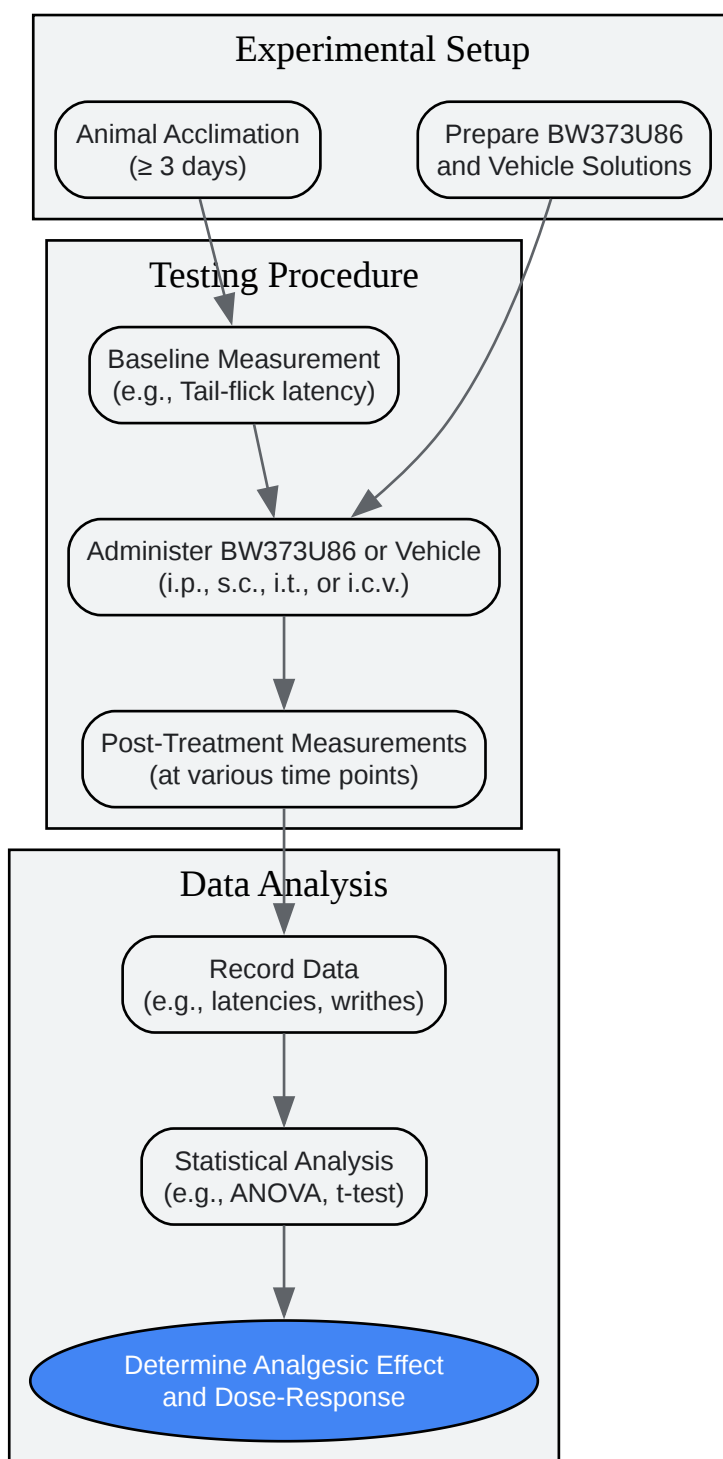 Experimental Setup
Animal Acclimation
(≥ 3 days)
Prepare BW373U86
and Vehicle Solutions
Testing Procedure
Baseline Measurement
(e.g., Tail-flick latency)
Administer BW373U86 or Vehicle
(i.p., s.c., i.t., or i.c.v.)
Post-Treatment Measurements
(at various time points)
Data Analysis
Record Data
(e.g., latencies, writhes)
Statistical Analysis
(e.g., ANOVA, t-test)
Determine Analgesic Effect
and Dose-Response